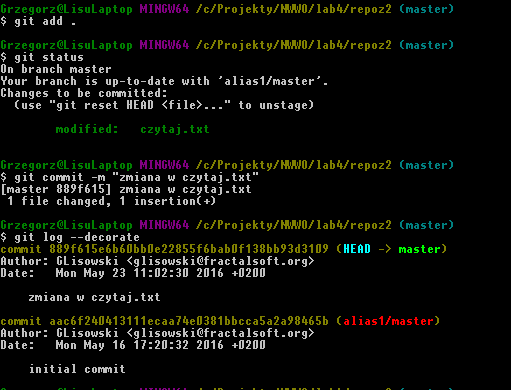 Grzegorz@LisuLaptop MINGW64 /c/Projekty/NWWO/lab4/repoz2 (master)
$ git add .
Grzegorz@LisuLaptop MINGW64 /c/Projekty/NWWO/lab4/repoz2 (master)
$ git status
On branch master
Your branch is up-to-date with 'alias1/master'.
Changes to be committed:
  (use "git reset HEAD <file>..." to unstage)
        modified:   czytaj.txt
Grzegorz@LisuLaptop MINGW64 /c/Projekty/NWWO/lab4/repoz2 (master)
$ git commit -m "zmiana w czytaj.txt"
[master 889f615] zmiana w czytaj.txt
 1 file changed, 1 insertion(+)
Grzegorz@LisuLaptop MINGW64 /c/Projekty/NWWO/lab4/repoz2 (master)
$ git log --decorate
commit 889f615e6b60bb0e22855f6bab0f138bb93d3109 (HEAD -> master)
Author: GLisowski <glisowski@fractalsoft.org>
Date:   Mon May 23 11:02:30 2016 +0200
    zmiana w czytaj.txt
commit aac6f240413111ecaa74e0381bbcca5a2a98465b (alias1/master)
Author: GLisowski <glisowski@fractalsoft.org>
Date:   Mon May 16 17:20:32 2016 +0200
    initial commit